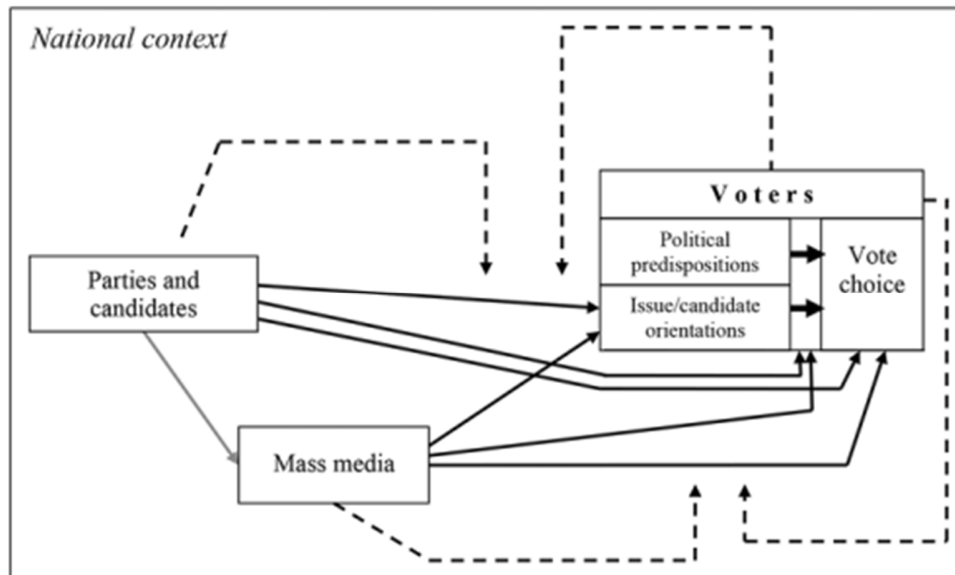 National context
Voters
Political
predispositions
Vote
choice
Issue/candidate
orientations
Parties and
candidates
Mass media